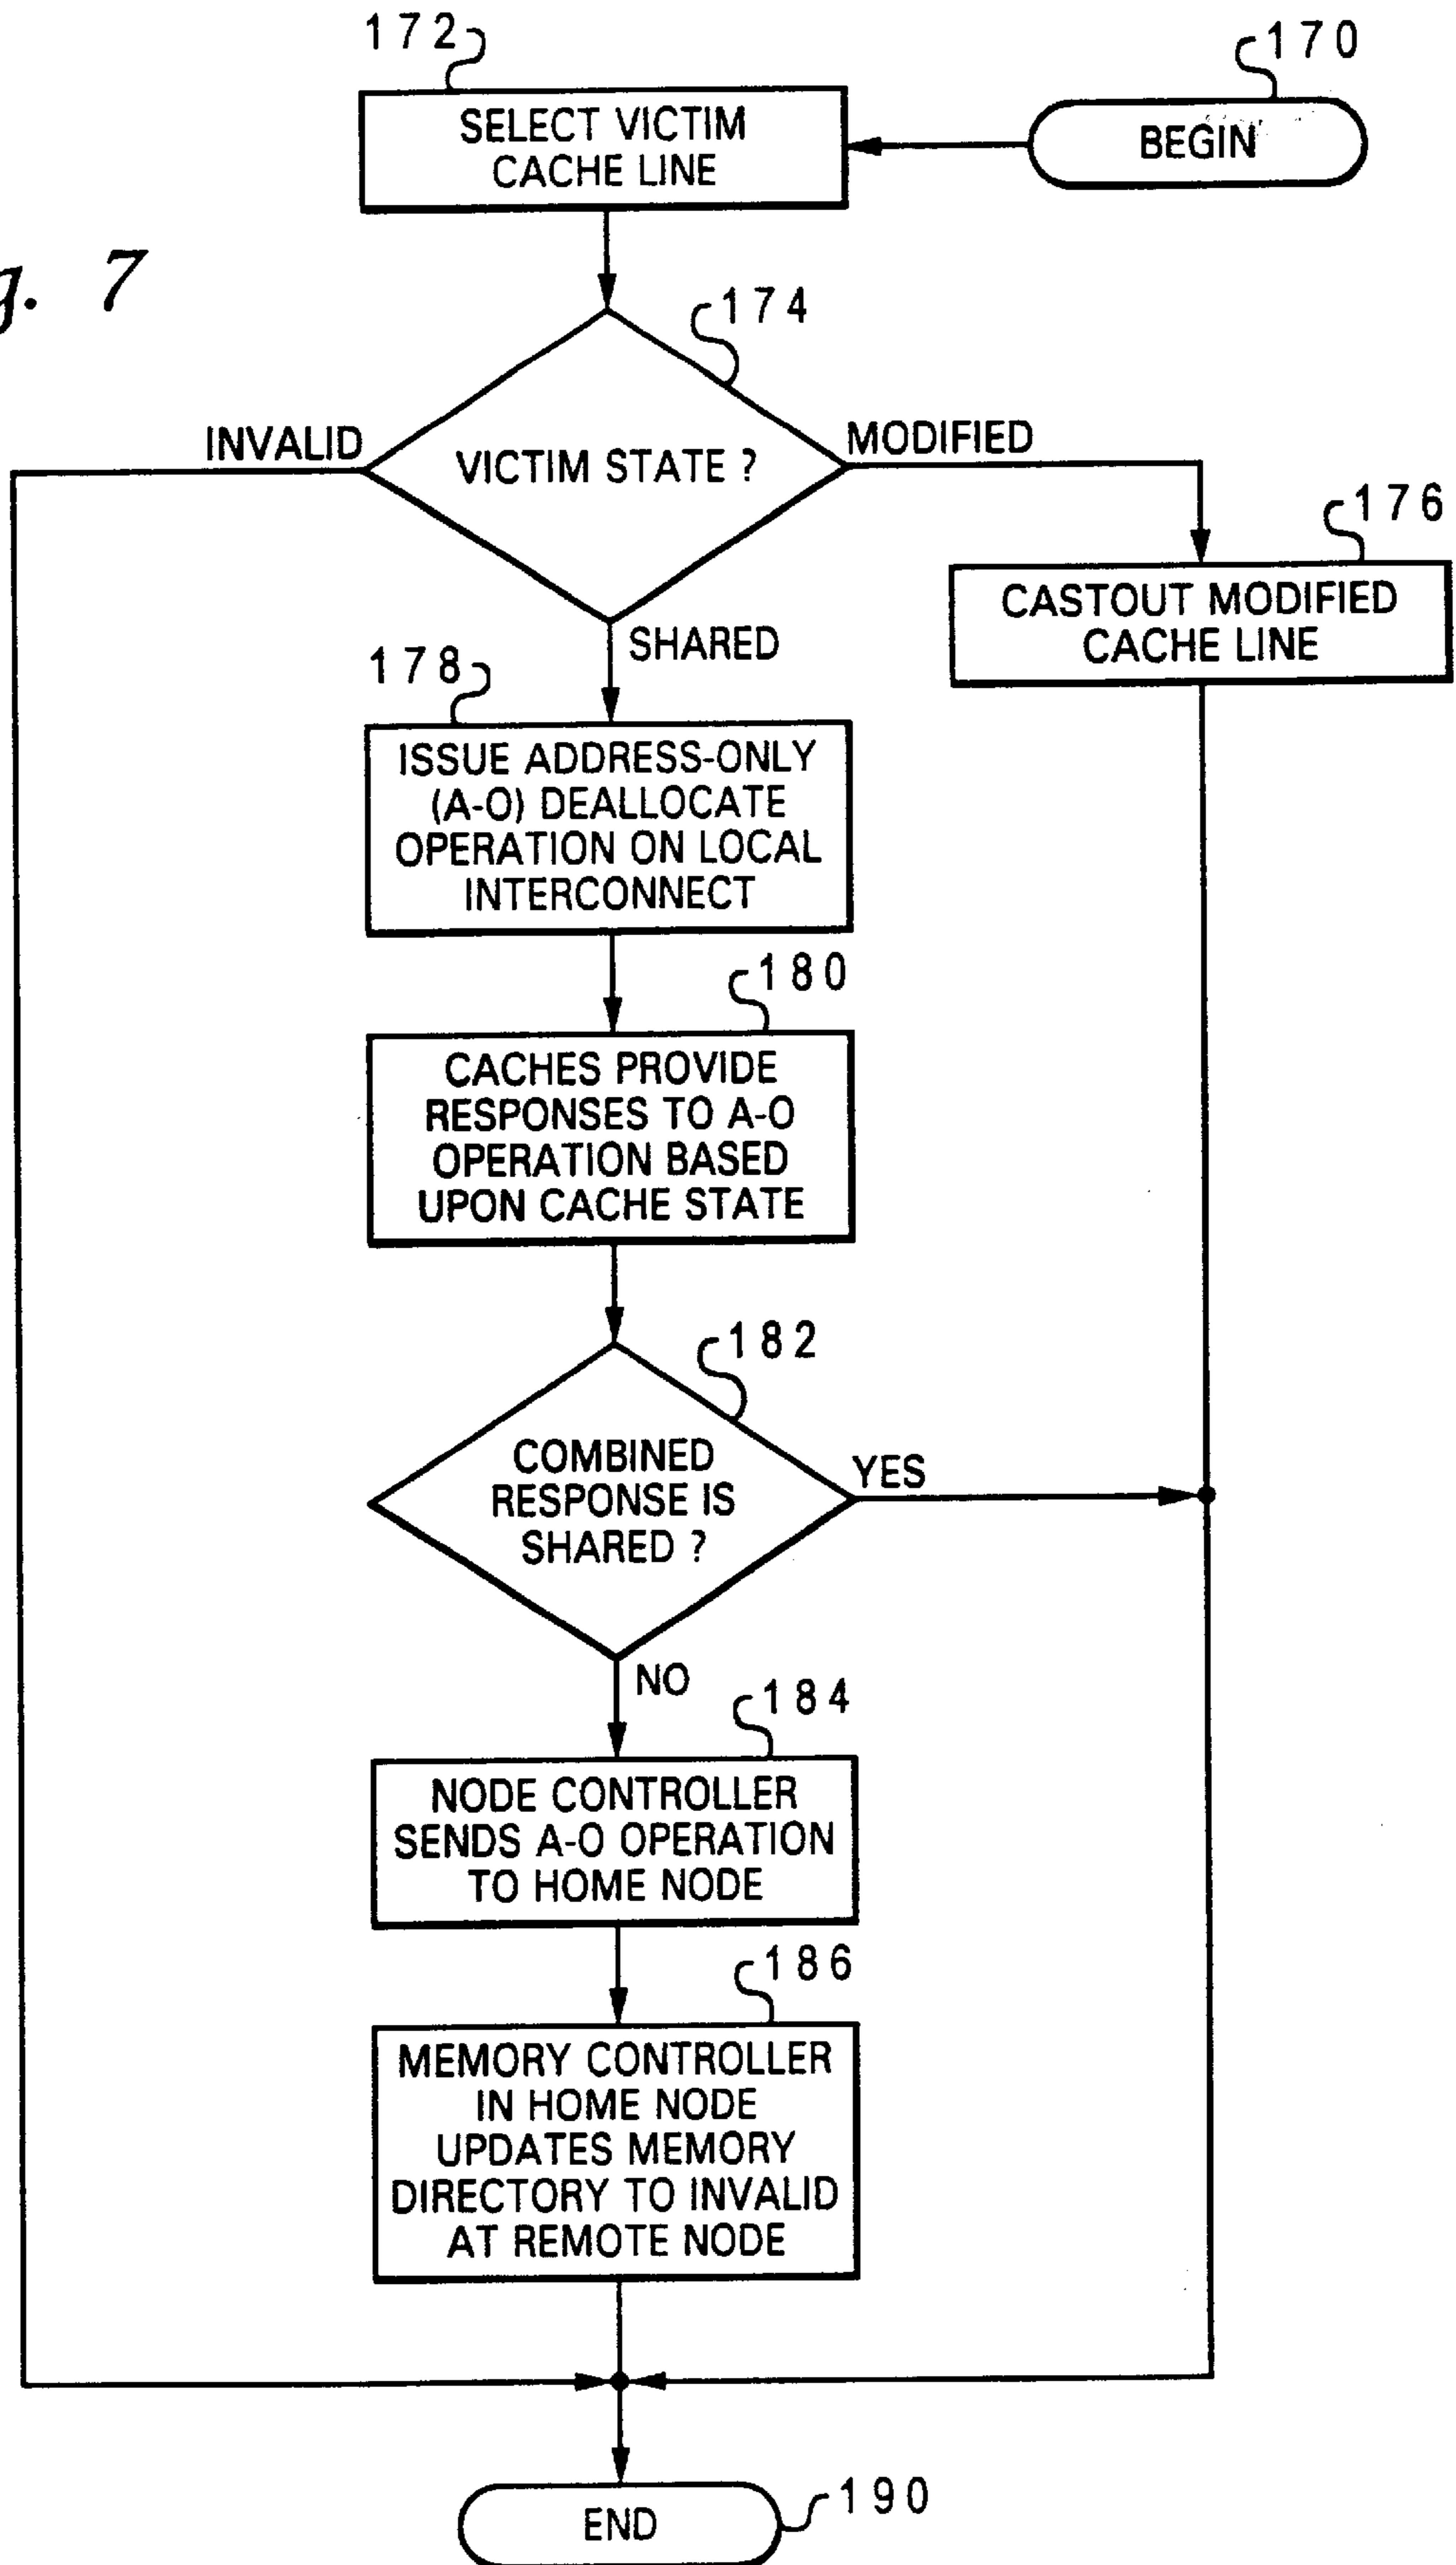 172
170
SELECT VICTIM
CACHE LINE
BEGIN
g. 7
174
INVALID
VICTIM STATE ?
MODIFIED
176
CASTOUT MODIFIED
CACHE LINE
SHARED
178
ISSUE ADDRESS-ONLY
(A-O) DEALLOCATE
OPERATION ON LOCAL
INTERCONNECT
180
CACHES PROVIDE
RESPONSES TO A-O
OPERATION BASED
UPON CACHE STATE
182
COMBINED
RESPONSE IS
SHARED ?
YES
NO
184
NODE CONTROLLER
SENDS A-O OPERATION
TO HOME NODE
186
MEMORY CONTROLLER
IN HOME NODE
UPDATES MEMORY
DIRECTORY TO INVALID
AT REMOTE NODE
END
190